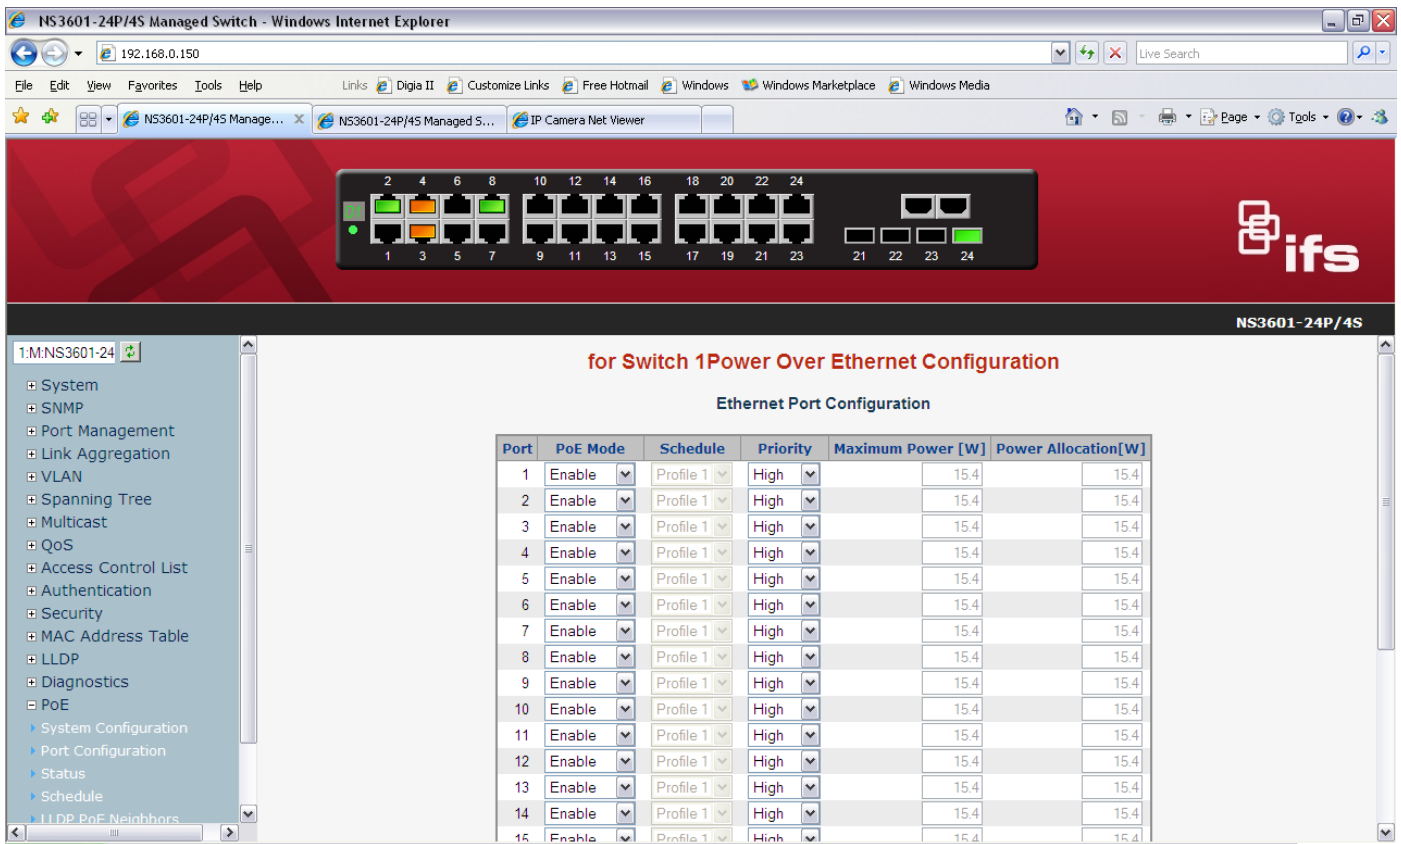 NS3601-24P/4S Managed Switch - Windows Internet Explorer
192.168.0.150
Live Search
File Edit View Favorites Tools Help Links Digia II Customize Links Free Hotmail Windows Windows Marketplace Windows Media
NS3601-24P/4S Manage... NS3601-24P/4S Managed S... IP Camera Net Viewer Page Tools
2 4 6 8 10 12 14 16 18 20 22 24
1 3 5 7 9 11 13 15 17 19 21 23 21 22 23 24
ifs
NS3601-24P/4S
1:M:NS3601-24
System
SNMP
Port Management
Link Aggregation
VLAN
Spanning Tree
Multicast
QoS
Access Control List
Authentication
Security
MAC Address Table
LLDP
Diagnostics
PoE
System Configuration
Port Configuration
Status
Schedule
LLDP PoE Neighbors
for Switch 1Power Over Ethernet Configuration
Ethernet Port Configuration
Port PoE Mode Schedule Priority Maximum Power [W] Power Allocation[W]
1 Enable Profile 1 High 15.4 15.4
2 Enable Profile 1 High 15.4 15.4
3 Enable Profile 1 High 15.4 15.4
4 Enable Profile 1 High 15.4 15.4
5 Enable Profile 1 High 15.4 15.4
6 Enable Profile 1 High 15.4 15.4
7 Enable Profile 1 High 15.4 15.4
8 Enable Profile 1 High 15.4 15.4
9 Enable Profile 1 High 15.4 15.4
10 Enable Profile 1 High 15.4 15.4
11 Enable Profile 1 High 15.4 15.4
12 Enable Profile 1 High 15.4 15.4
13 Enable Profile 1 High 15.4 15.4
14 Enable Profile 1 High 15.4 15.4
15 Enable Profile 1 High 15.4 15.4